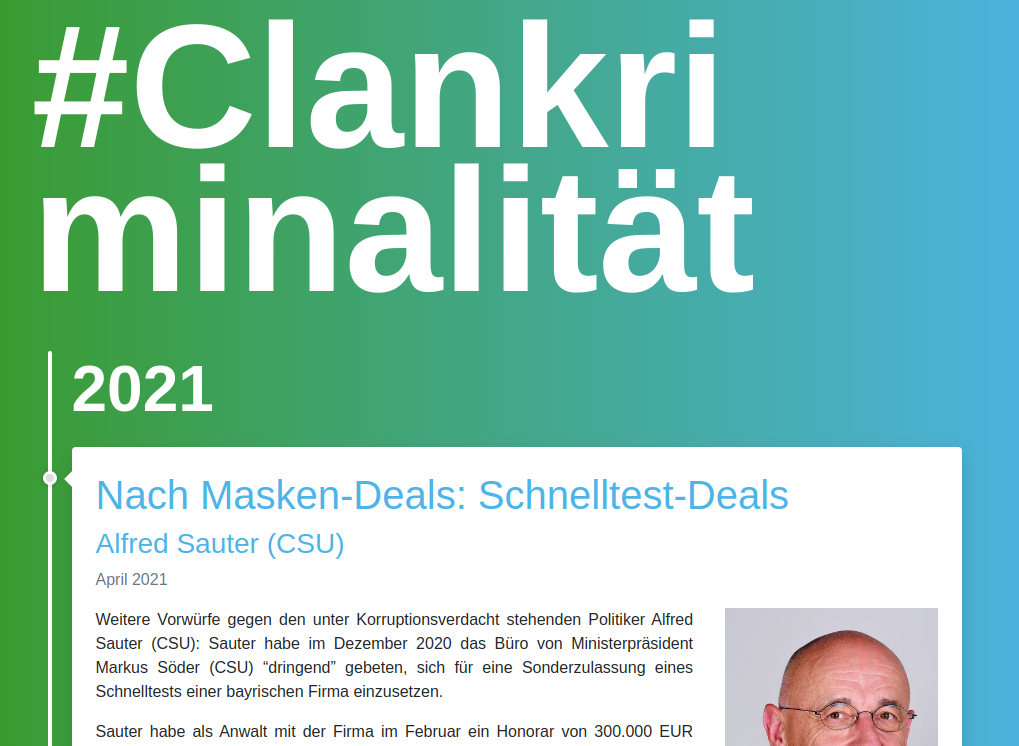 #Clankri
minalität
2021
Nach Masken-Deals: Schnelltest-Deals
Alfred Sauter (CSU)
April 2021
Weitere Vorwürfe gegen den unter Korruptionsverdacht stehenden Politiker Alfred
Sauter (CSU): Sauter habe im Dezember 2020 das Büro von Ministerpräsident
Markus Söder (CSU) “dringend” gebeten, sich für eine Sonderzulassung eines
Schnelltests einer bayrischen Firma einzusetzen.
Sauter habe als Anwalt mit der Firma im Februar ein Honorar von 300.000 EUR